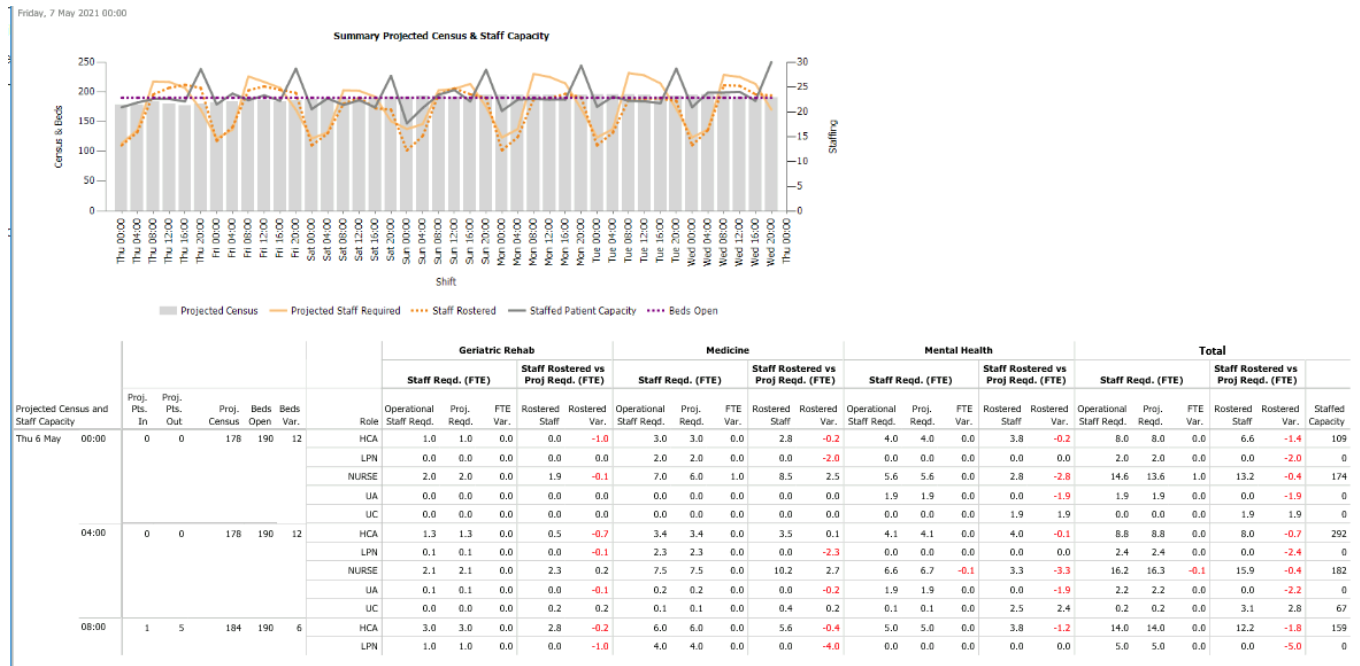 Friday, 7 May 2021 00:00
Summary Projected Census & Staff Capacity
Census & Beds
250
200
150
100
50
0
30
25
20
15
10
5
0
Staffing
Thu 00:00
Thu 04:00
Thu 08:00
Thu 12:00
Thu 16:00
Thu 20:00
Fri 00:00
Fri 04:00
Fri 08:00
Fri 12:00
Fri 16:00
Fri 20:00
Sat 00:00
Sat 04:00
Sat 08:00
Sat 12:00
Sat 16:00
Sat 20:00
Sun 00:00
Sun 04:00
Sun 08:00
Sun 12:00
Sun 16:00
Sun 20:00
Mon 00:00
Mon 04:00
Mon 08:00
Mon 12:00
Mon 16:00
Mon 20:00
Tue 00:00
Tue 04:00
Tue 08:00
Tue 12:00
Tue 16:00
Tue 20:00
Wed 00:00
Wed 04:00
Wed 08:00
Wed 12:00
Wed 16:00
Wed 20:00
Thu 00:00
Shift
Projected Census Projected Staff Required Staff Rostered Staffed Patient Capacity Beds Open
Geriatric Rehab Medicine Mental Health Total
Staff Reqd. (FTE) Staff Rostered vs Proj Reqd. (FTE) Staff Reqd. (FTE) Staff Rostered vs Proj Reqd. (FTE) Staff Reqd. (FTE) Staff Rostered vs Proj Reqd. (FTE) Staff Reqd. (FTE) Staff Rostered vs Proj Reqd. (FTE)
Projected Census and Staff Capacity Proj. Pts. In Proj. Pts. Out Proj. Census Beds Open Beds Var. Role Operational Staff Reqd. Proj. Reqd. FTE Var. Rostered Staff Rostered Var. Operational Staff Reqd. Proj. Reqd. FTE Var. Rostered Staff Rostered Var. Operational Staff Reqd. Proj. Reqd. FTE Var. Rostered Staff Rostered Var. Operational Staff Reqd. Proj. Reqd. FTE Var. Rostered Staff Rostered Var. Staffed Capacity
Thu 6 May 00:00 0 0 178 190 12 HCA 1.0 1.0 0.0 0.0 -1.0 3.0 3.0 0.0 2.8 -0.2 4.0 4.0 0.0 3.8 -0.2 8.0 8.0 0.0 6.6 -1.4 109
LPN 0.0 0.0 0.0 0.0 0.0 2.0 2.0 0.0 0.0 -2.0 0.0 0.0 0.0 0.0 0.0 2.0 2.0 0.0 0.0 -2.0 0
NURSE 2.0 2.0 0.0 1.9 -0.1 7.0 6.0 1.0 8.5 2.5 5.6 5.6 0.0 2.8 -2.8 14.6 13.6 1.0 13.2 -0.4 174
UA 0.0 0.0 0.0 0.0 0.0 0.0 0.0 0.0 0.0 0.0 1.9 1.9 0.0 0.0 -1.9 1.9 1.9 0.0 0.0 -1.9 0
UC 0.0 0.0 0.0 0.0 0.0 0.0 0.0 0.0 0.0 0.0 0.0 0.0 0.0 1.9 1.9 0.0 0.0 0.0 1.9 1.9 0
04:00 0 0 178 190 12 HCA 1.3 1.3 0.0 0.5 -0.7 3.4 3.4 0.0 3.5 0.1 4.1 4.1 0.0 4.0 -0.1 8.8 8.8 0.0 8.0 -0.7 292
LPN 0.1 0.1 0.0 0.0 -0.1 2.3 2.3 0.0 0.0 -2.3 0.0 0.0 0.0 0.0 0.0 2.4 2.4 0.0 0.0 -2.4 0
NURSE 2.1 2.1 0.0 2.3 0.2 7.5 7.5 0.0 10.2 2.7 6.6 6.7 -0.1 3.3 -3.3 16.2 16.3 -0.1 15.9 -0.4 182
UA 0.1 0.1 0.0 0.0 -0.1 0.2 0.2 0.0 0.0 -0.2 1.9 1.9 0.0 0.0 -1.9 2.2 2.2 0.0 0.0 -2.2 0
UC 0.0 0.0 0.0 0.2 0.2 0.1 0.1 0.0 0.4 0.2 0.1 0.1 0.0 2.5 2.4 0.2 0.2 0.0 3.1 2.8 67
08:00 1 5 184 190 6 HCA 3.0 3.0 0.0 2.8 -0.2 6.0 6.0 0.0 5.6 -0.4 5.0 5.0 0.0 3.8 -1.2 14.0 14.0 0.0 12.2 -1.8 159
LPN 1.0 1.0 0.0 0.0 -1.0 4.0 4.0 0.0 0.0 -4.0 0.0 0.0 0.0 0.0 0.0 5.0 5.0 0.0 0.0 -5.0 0